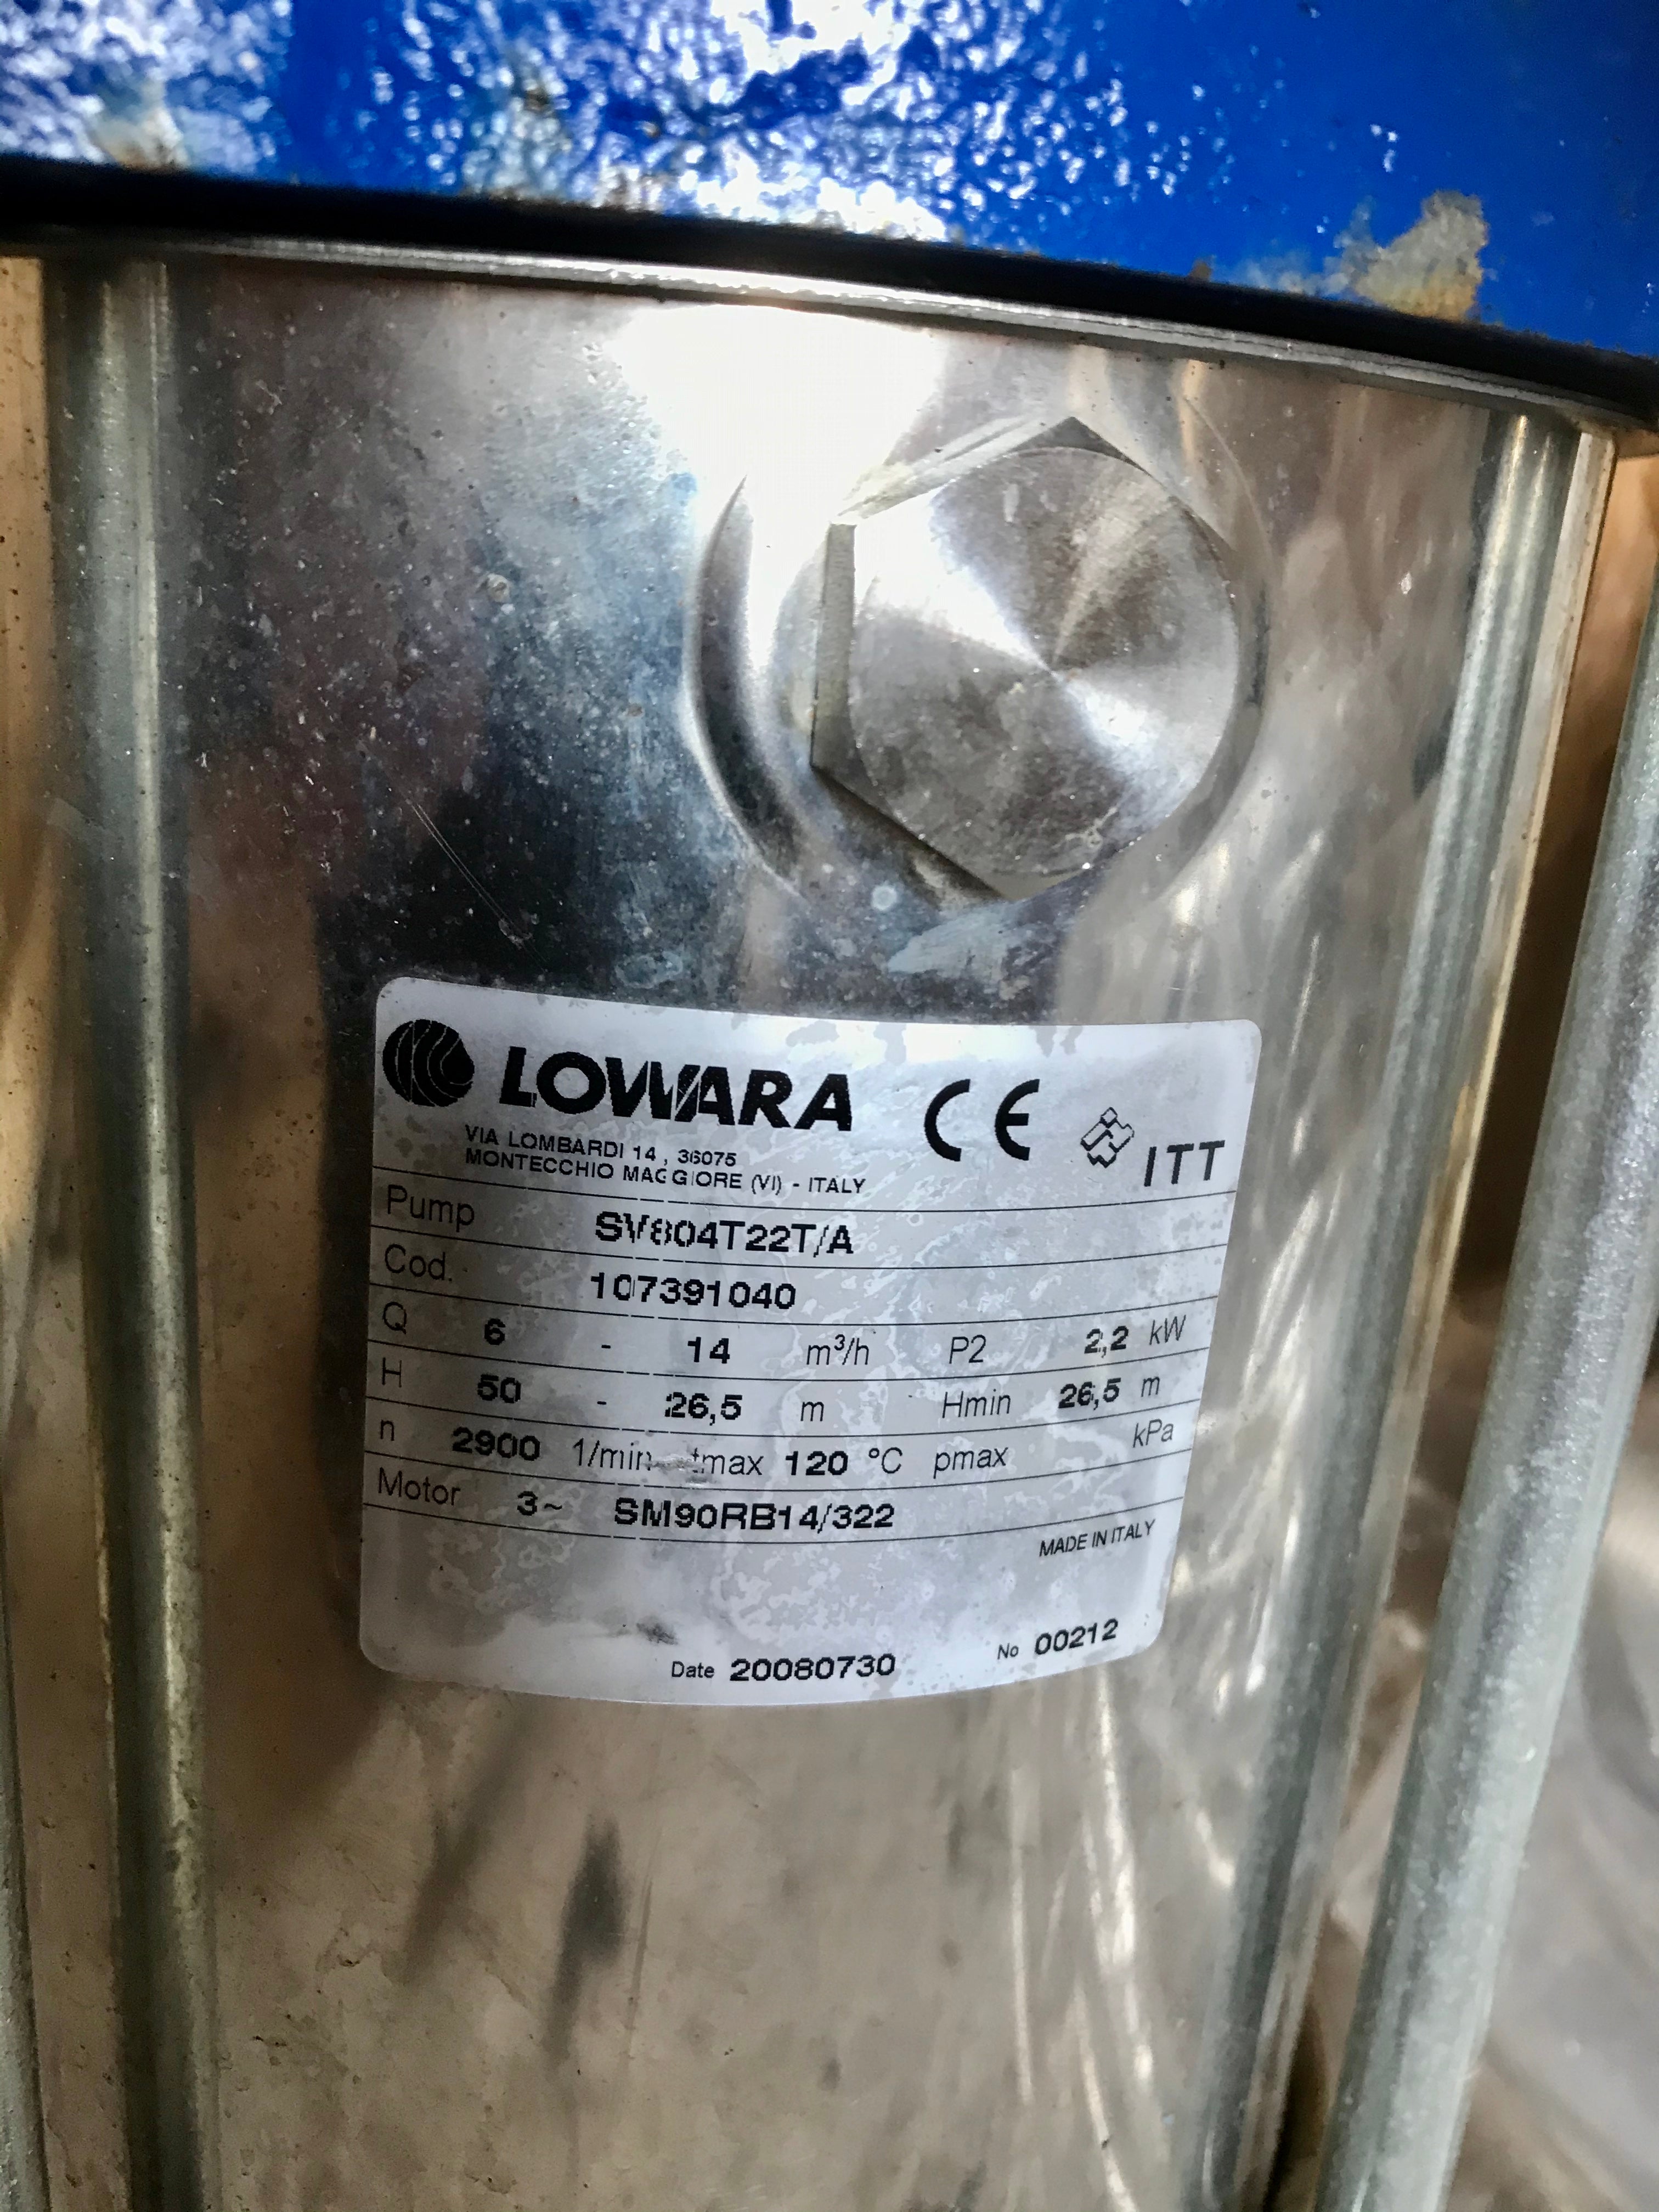 LOWARA CE ITT
VIA LOMBARDI 14 , 36075
MONTECCHIO MAGGIORE (VI) - ITALY
Pump SV804T22T/A
Cod. 107391040
Q 6 - 14 m³/h P2 2,2 kW
H 50 - 26,5 m Hmin 26,5 m
n 2900 1/min tmax 120 °C pmax kPa
Motor 3~ SM90RB14/322
MADE IN ITALY
Date 20080730 No 00212